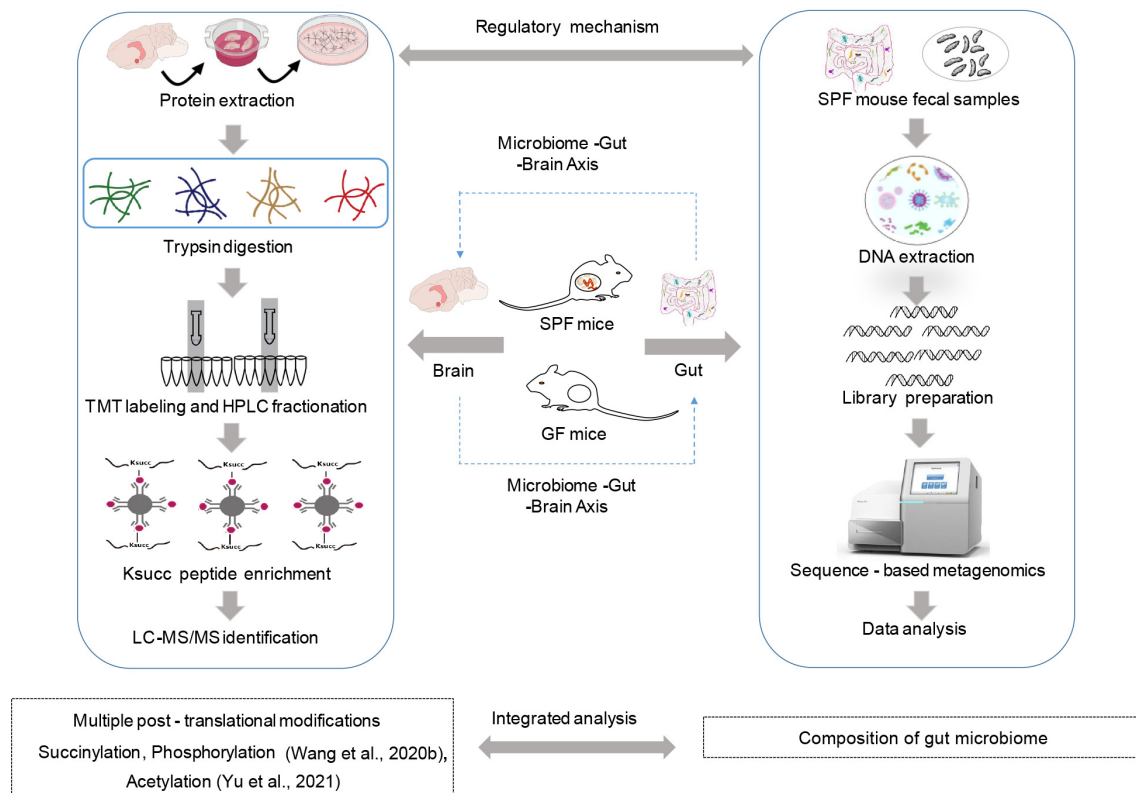 Regulatory mechanism
Protein extraction
Trypsin digestion
TMT labeling and HPLC fractionation
Ksucc Ksucc Ksucc
Ksucc Ksucc Ksucc
Ksucc peptide enrichment
LC-MS/MS identification
Microbiome -Gut
-Brain Axis
SPF mice
Brain
Gut
GF mice
Microbiome -Gut
-Brain Axis
SPF mouse fecal samples
DNA extraction
Library preparation
Sequence - based metagenomics
Data analysis
Multiple post - translational modifications
Succinylation, Phosphorylation (Wang et al., 2020b),
Acetylation (Yu et al., 2021)
Integrated analysis
Composition of gut microbiome